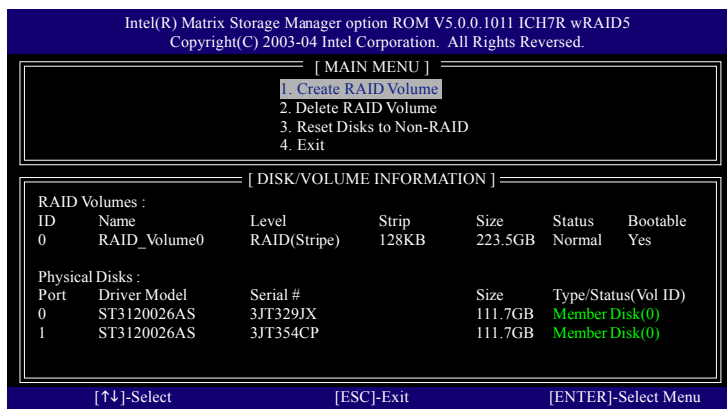 Intel(R) Matrix Storage Manager option ROM V5.0.0.1011 ICH7R wRAID5
Copyright(C) 2003-04 Intel Corporation. All Rights Reversed.
[ MAIN MENU ]
1. Create RAID Volume
2. Delete RAID Volume
3. Reset Disks to Non-RAID
4. Exit
[ DISK/VOLUME INFORMATION ]
RAID Volumes :
ID Name Level Strip Size Status Bootable
0 RAID_Volume0 RAID(Stripe) 128KB 223.5GB Normal Yes
Physical Disks :
Port Driver Model Serial # Size Type/Status(Vol ID)
0 ST3120026AS 3JT329JX 111.7GB Member Disk(0)
1 ST3120026AS 3JT354CP 111.7GB Member Disk(0)
[↑↓]-Select [ESC]-Exit [ENTER]-Select Menu